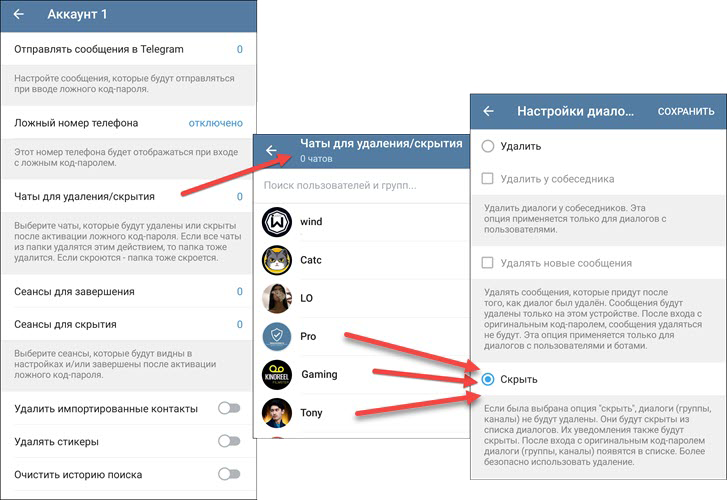 Аккаунт 1
Отправлять сообщения в Telegram 0
Настройте сообщения, которые будут отправляться
при вводе ложного код-пароля.
Ложный номер телефона отключено
Этот номер телефона будет отображаться при входе
с ложным код-паролем.
Чаты для удаления/скрытия 0
Выберите чаты, которые будут удалены или скрыты
после активации ложного код-пароля. Если все чаты
из папки удалятся этим действием, то папка тоже
удалится. Если скроются - папка тоже скроется.
Сеансы для завершения 0
Сеансы для скрытия 0
Выберите сеансы, которые будут видны в
настройках и/или завершены после активации
ложного код-пароля.
Удалить импортированные контакты
Удалять стикеры
Очистить историю поиска
Чаты для удаления/скрытия
0 чатов
Поиск пользователей и групп...
wind
Catc
LO
Pro
Gaming
KINOREEL
Tony
Настройки диало... СОХРАНИТЬ
Удалить
Удалять у собеседника
Удалить диалоги у собеседников. Эта
опция применяется только для диалогов с
пользователями.
Удалять новые сообщения
Удалять сообщения, которые придут после
того, как диалог был удалён. Сообщения будут
удалены только на этом устройстве. После входа с
оригинальным код-паролем, сообщения удаляться
не будут. Эта опция применяется только для
диалогов с пользователями и ботами.
Скрыть
Если была выбрана опция "скрыть", диалоги (группы,
каналы) не будут удалены. Они будут скрыты из
списка диалогов. Их уведомления также будут
скрыты. После входа с оригинальным код-паролем
диалоги (группы, каналы) появятся в списке. Более
безопасно использовать удаление.